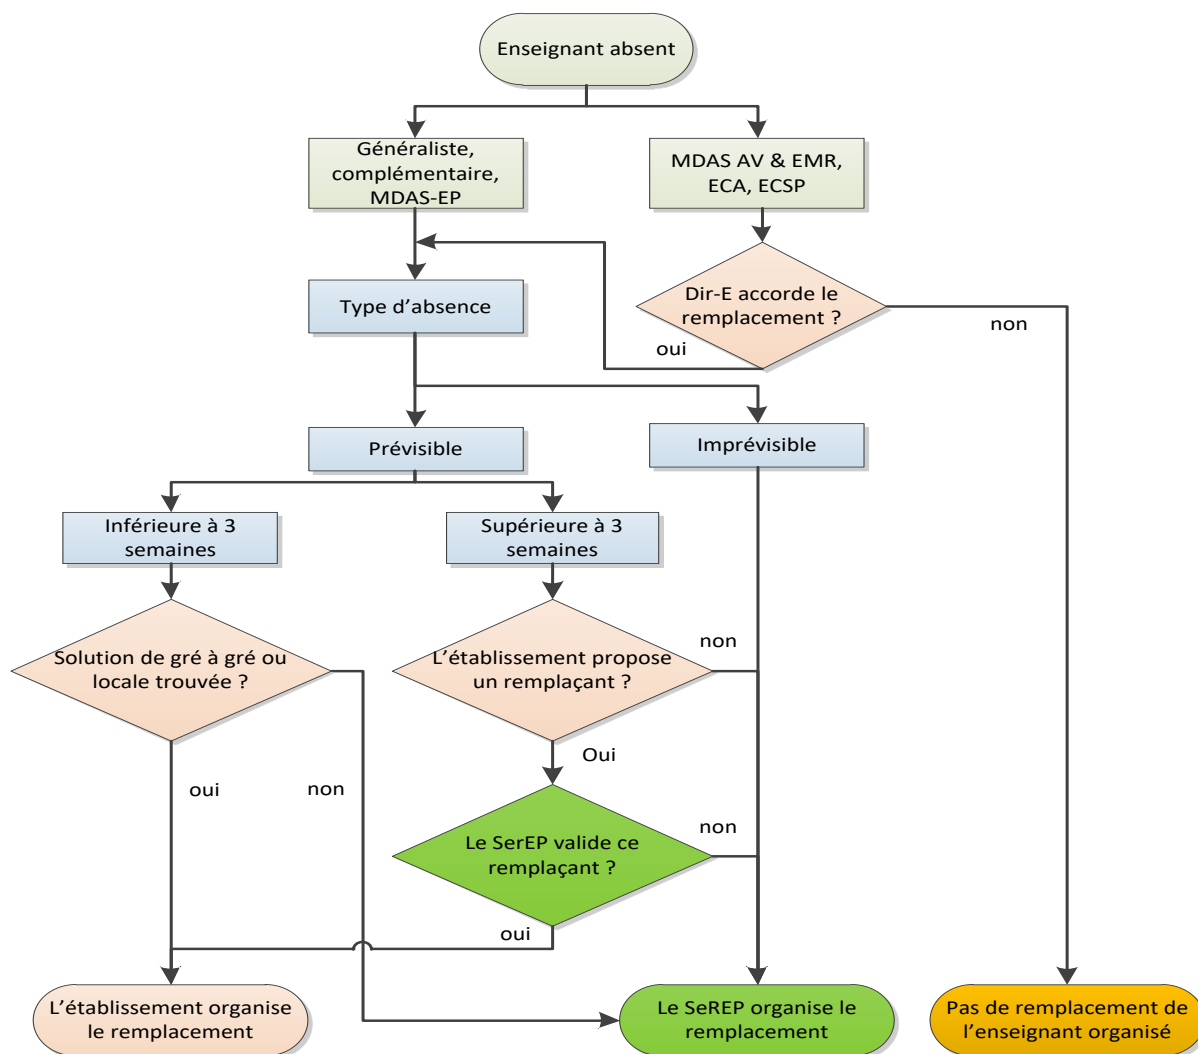 Enseignant absent
Généraliste,
complémentaire,
MDAS-EP
MDAS AV & EMR,
ECA, ECSP
Type d’absence
Dir-E accorde le
remplacement ?
oui
non
Prévisible
Imprévisible
Inférieure à 3
semaines
Supérieure à 3
semaines
Solution de gré à gré ou
locale trouvée ?
L’établissement propose
un remplaçant ?
non
oui
non
Oui
Le SerEP valide ce
remplaçant ?
non
oui
L’établissement organise
le remplacement
Le SeREP organise le
remplacement
Pas de remplacement de
l’enseignant organisé